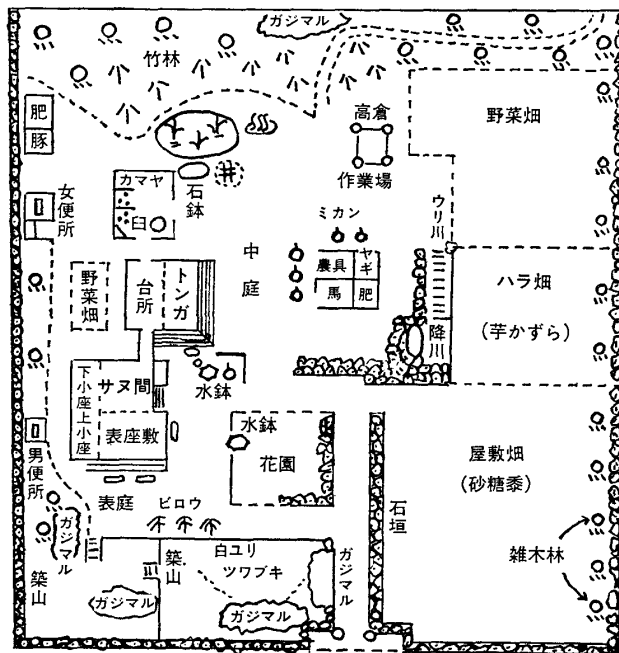 ガジマル
竹林
肥
豚
高倉
作業場
野菜畑
カマヤ
臼
石鉢
女便所
ミカン
ウリ川
中庭
農具
ヤギ
馬
肥
ハラ畑
(芋かずら)
野菜畑
台所
トンガ
降川
下小座
上小座
サヌ間
表座敷
水鉢
水鉢
花園
男便所
屋敷畑
(砂糖黍)
石垣
表庭
ビロウ
ガジマル
築山
築山
白ユリ
ツワブキ
ガジマル
ガジマル
ガジマル
雑木林